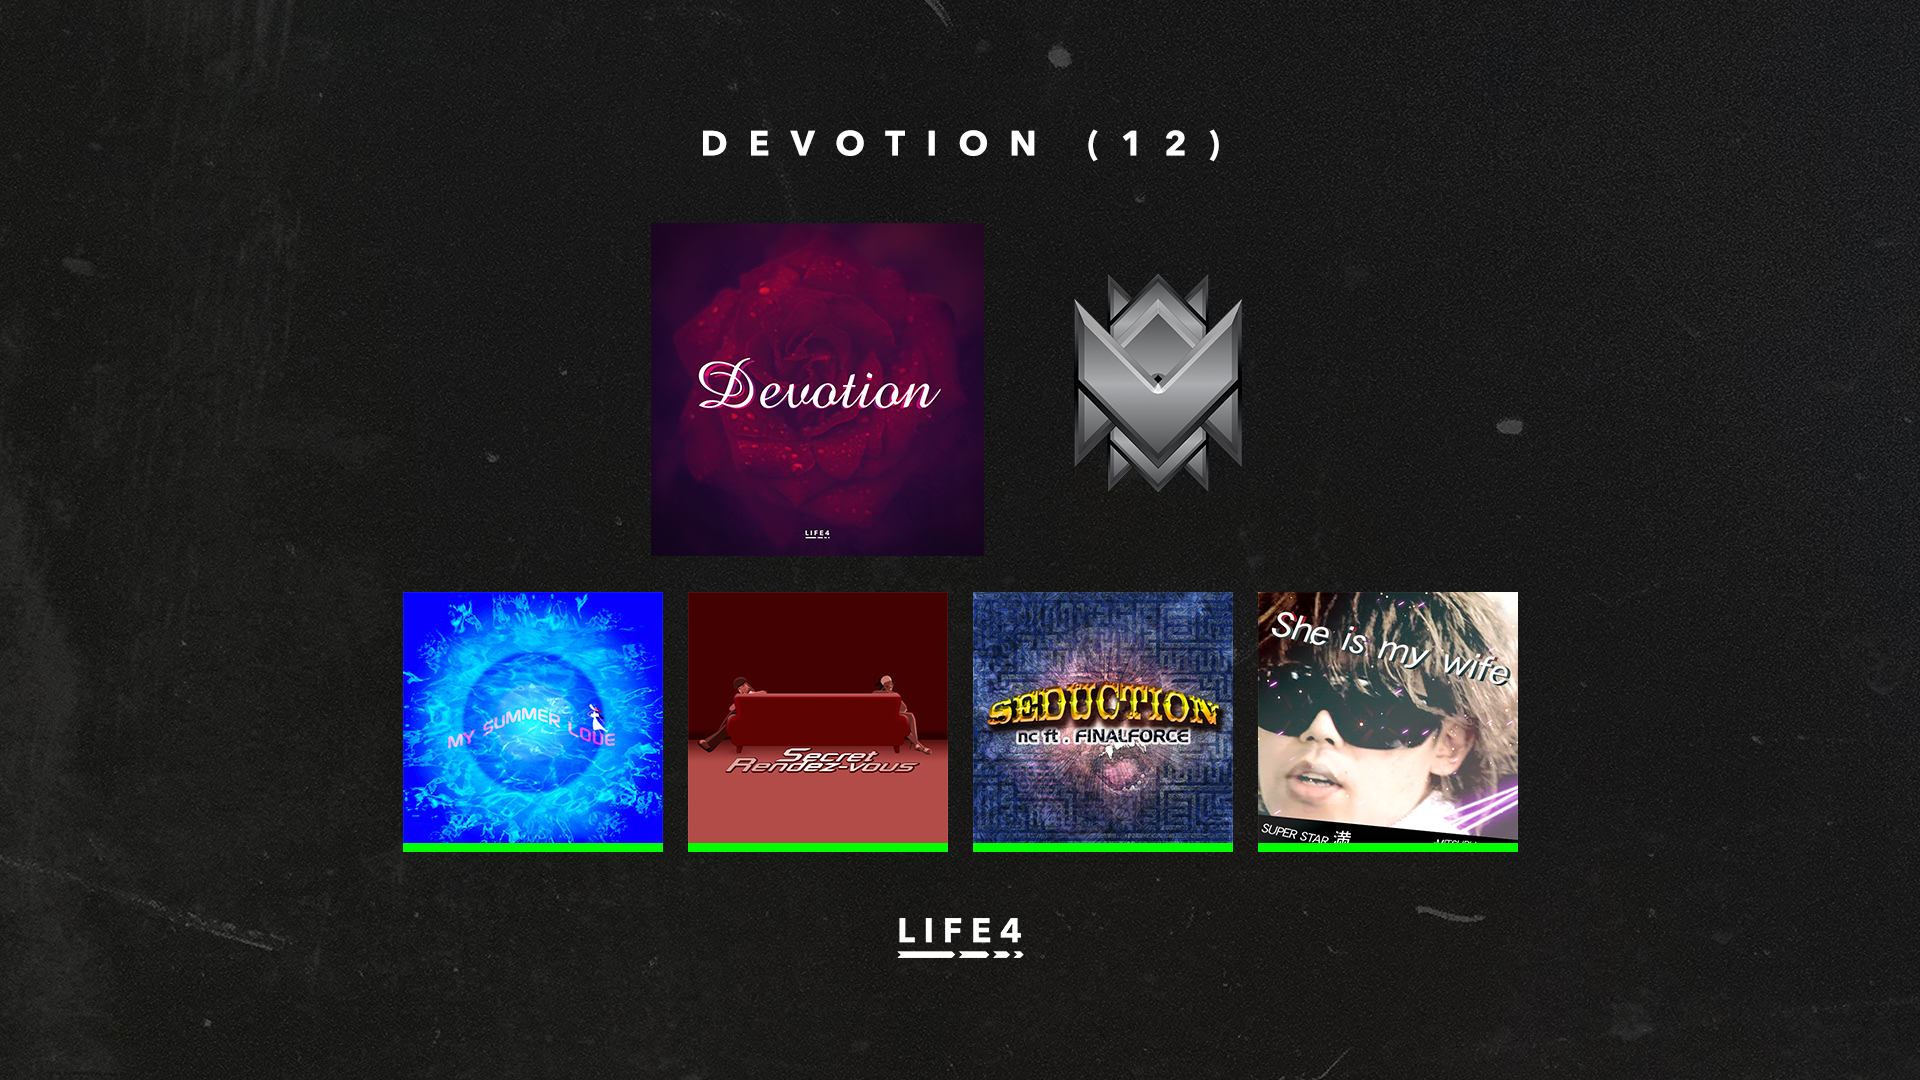 DEVOTION (12)
Devotion
LIFE4
MY SUMMER LOVE
Secret
Rendez-vous
SEDUCTION
nc ft. FINALFORCE
She is my wife
SUPER STAR 満
LIFE4